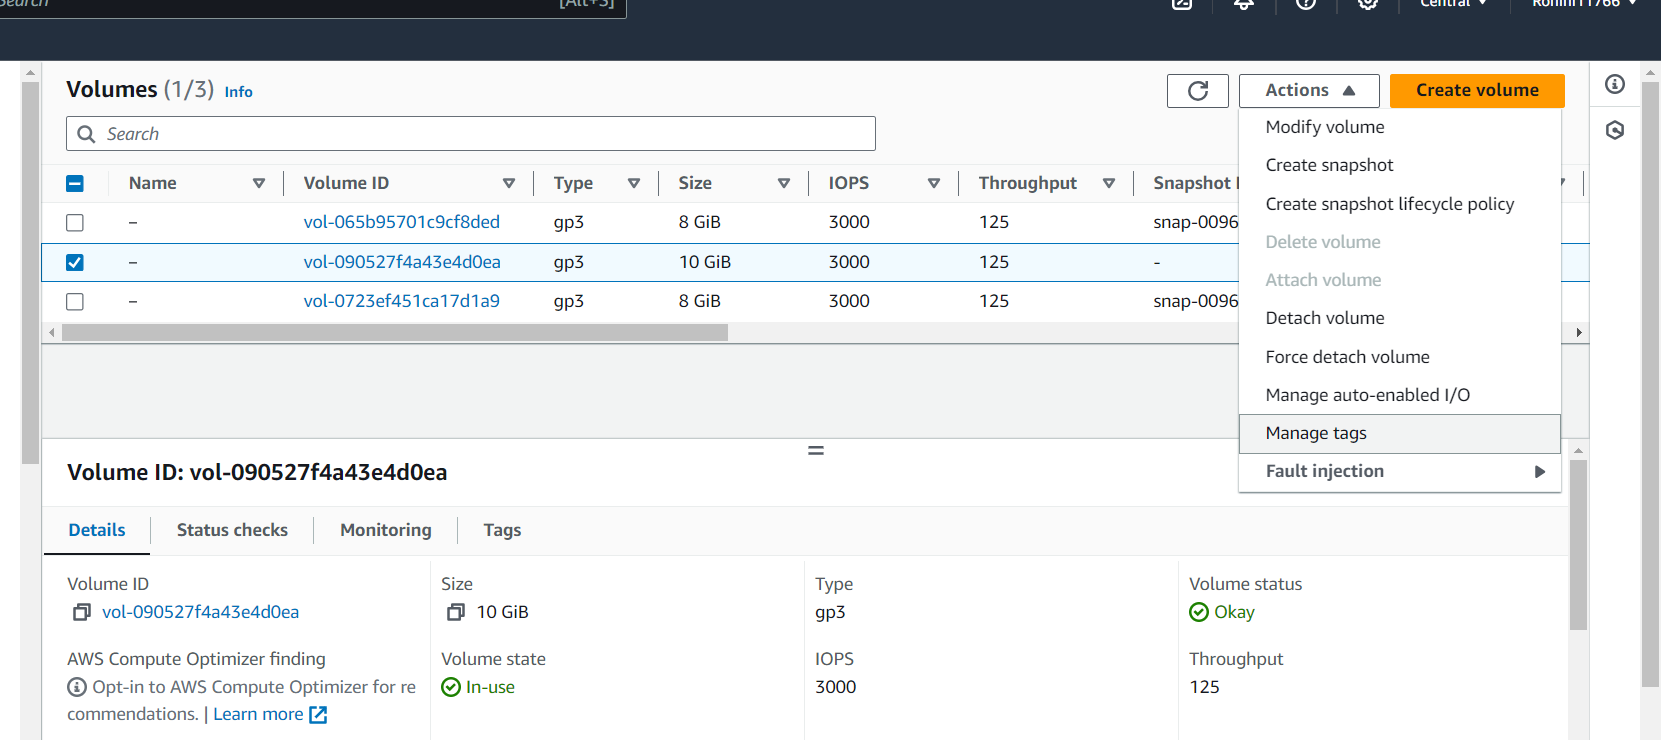 Search [Alt+S] Central Rohini11766
Volumes (1/3) Info
Actions
Create volume
Search
Name Volume ID Type Size IOPS Throughput Snapshot
– vol-065b95701c9cf8ded gp3 8 GiB 3000 125 snap-0096
– vol-090527f4a43e4d0ea gp3 10 GiB 3000 125 -
– vol-0723ef451ca17d1a9 gp3 8 GiB 3000 125 snap-0096
Modify volume
Create snapshot
Create snapshot lifecycle policy
Delete volume
Attach volume
Detach volume
Force detach volume
Manage auto-enabled I/O
Manage tags
Fault injection
Volume ID: vol-090527f4a43e4d0ea
Details Status checks Monitoring Tags
Volume ID
vol-090527f4a43e4d0ea
Size
10 GiB
Type
gp3
Volume status
Okay
AWS Compute Optimizer finding
Opt-in to AWS Compute Optimizer for re
commendations. | Learn more
Volume state
In-use
IOPS
3000
Throughput
125